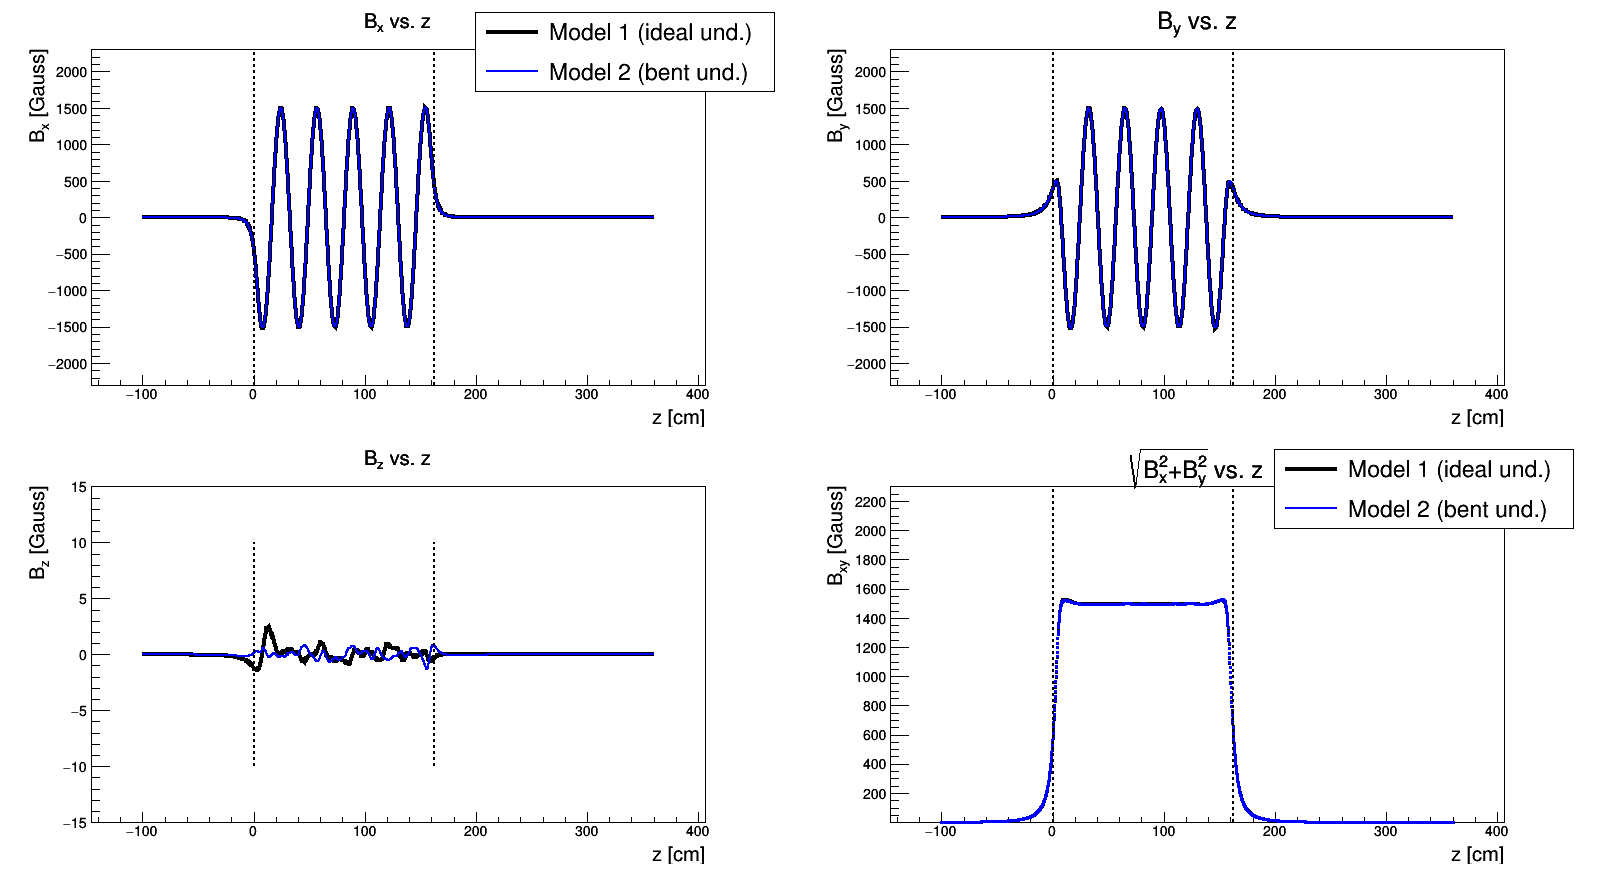 Bx vs. z
Model 1 (ideal und.)
Model 2 (bent und.)
Bx [Gauss]
2000
1500
1000
500
0
−500
−1000
−1500
−2000
−100 0 100 200 300 400
z [cm]
By vs. z
By [Gauss]
2000
1500
1000
500
0
−500
−1000
−1500
−2000
−100 0 100 200 300 400
z [cm]
Bz vs. z
Bz [Gauss]
15
10
5
0
−5
−10
−15
−100 0 100 200 300 400
z [cm]
√Bx²+By² vs. z
Model 1 (ideal und.)
Model 2 (bent und.)
Bxy [Gauss]
2200
2000
1800
1600
1400
1200
1000
800
600
400
200
−100 0 100 200 300 400
z [cm]